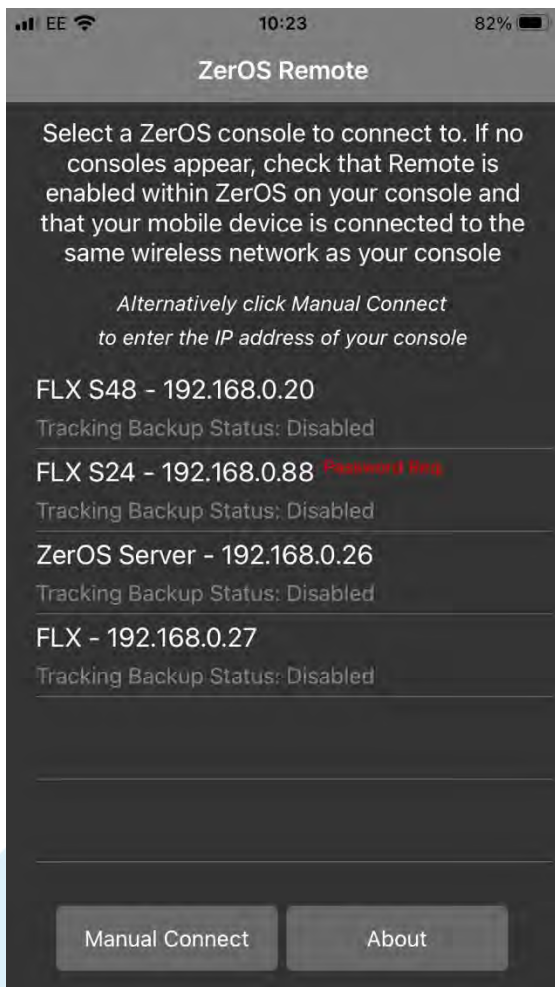 EE 10:23 82%
ZerOS Remote
Select a ZerOS console to connect to. If no
consoles appear, check that Remote is
enabled within ZerOS on your console and
that your mobile device is connected to the
same wireless network as your console
Alternatively click Manual Connect
to enter the IP address of your console
FLX S48 - 192.168.0.20
Tracking Backup Status: Disabled
FLX S24 - 192.168.0.88 Password Req
Tracking Backup Status: Disabled
ZerOS Server - 192.168.0.26
Tracking Backup Status: Disabled
FLX - 192.168.0.27
Tracking Backup Status: Disabled
Manual Connect About